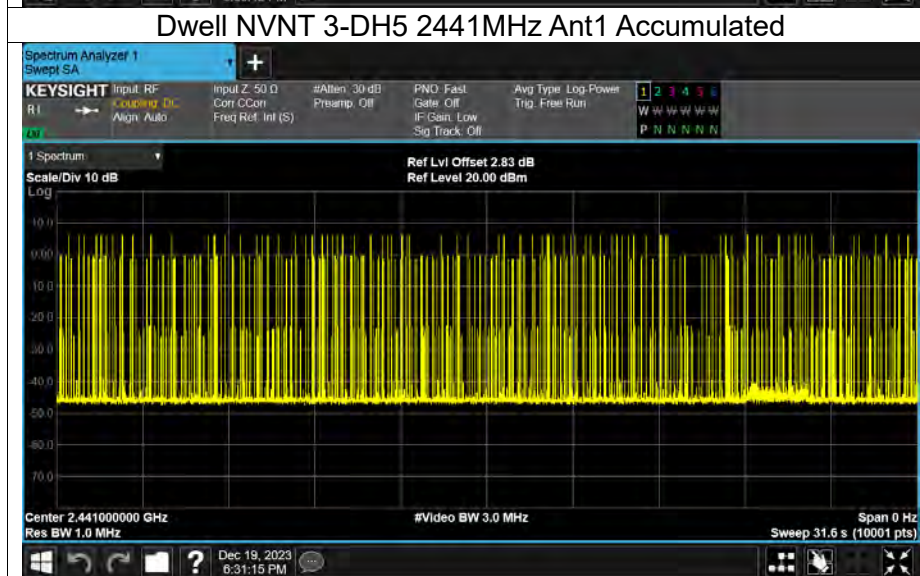 Dwell NVNT 3-DH5 2441MHz Ant1 Accumulated
Spectrum Analyzer 1
Swept SA
+
KEYSIGHT
Input: RF
Coupling: DC
Align: Auto
Input Z: 50 Ω
Corr CCorr
Freq Ref: Int (S)
#Atten: 30 dB
Preamp: Off
PNO: Fast
Gate: Off
IF Gain: Low
Sig Track: Off
Avg Type: Log-Power
Trig: Free Run
1 2 3 4 5 6
W W W W W W
P N N N N N
1 Spectrum
Scale/Div 10 dB
Log
Ref Lvl Offset 2.83 dB
Ref Level 20.00 dBm
10.0
0.00
-10.0
-20.0
-30.0
-40.0
-50.0
-60.0
-70.0
Center 2.441000000 GHz
Res BW 1.0 MHz
#Video BW 3.0 MHz
Span 0 Hz
Sweep 31.6 s (10001 pts)
?
Dec 19, 2023
6:31:15 PM